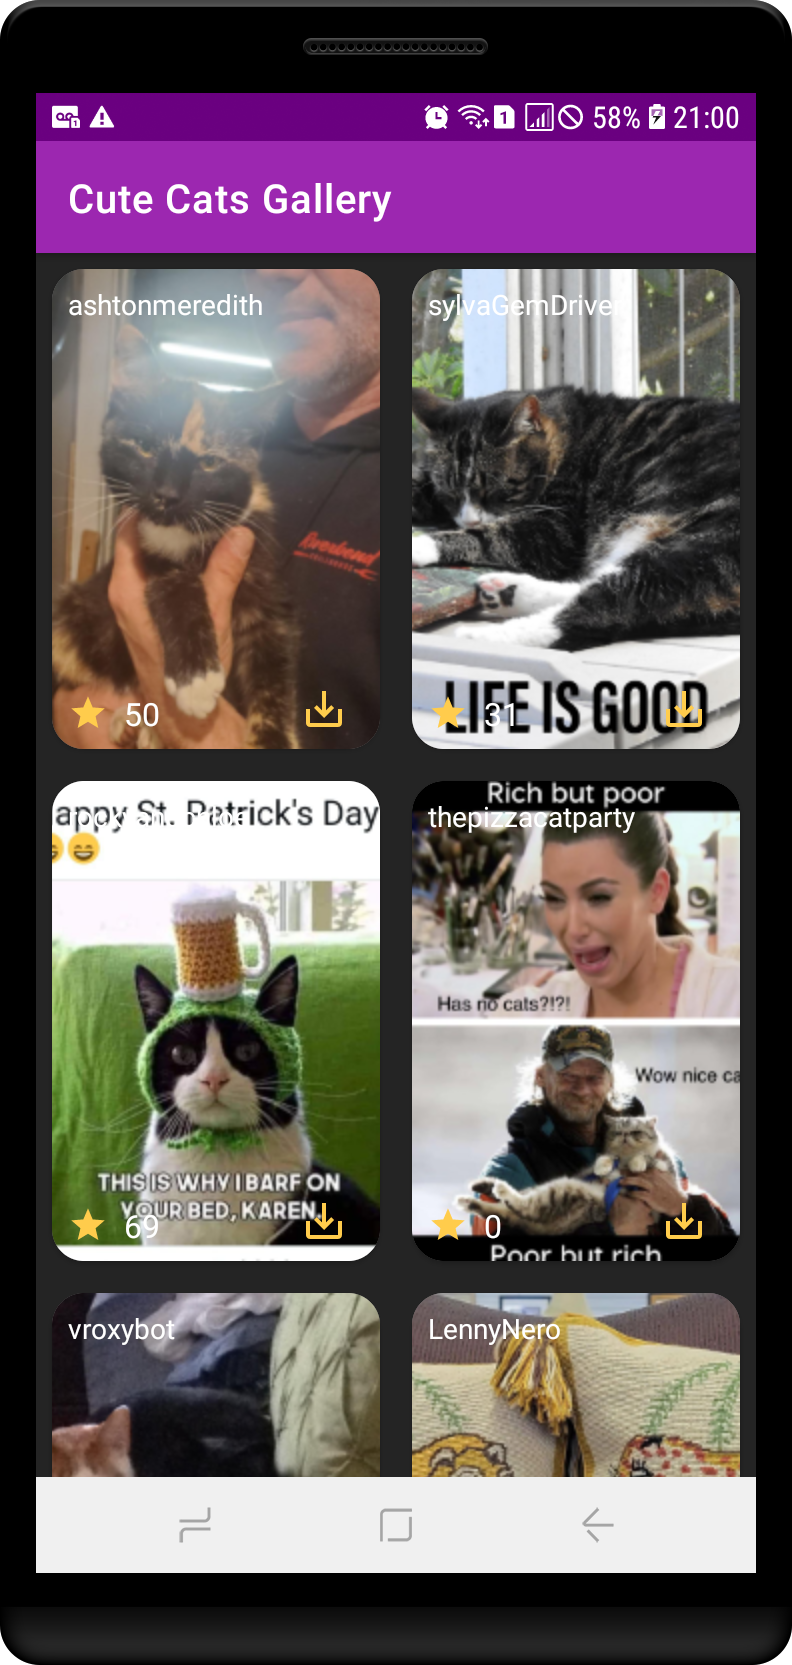 1 58% 21:00
Cute Cats Gallery
ashtonmeredith
Riverbend
50
sylvaGemDriver
LIFE IS GOOD
31
appy St. Patrick's Day
😄😄
THIS IS WHY I BARF ON
YOUR BED, KAREN.
69
Rich but poor
thepizzacatparty
Has no cats?!?!
Wow nice ca
0
Poor but rich
vroxybot
LennyNero